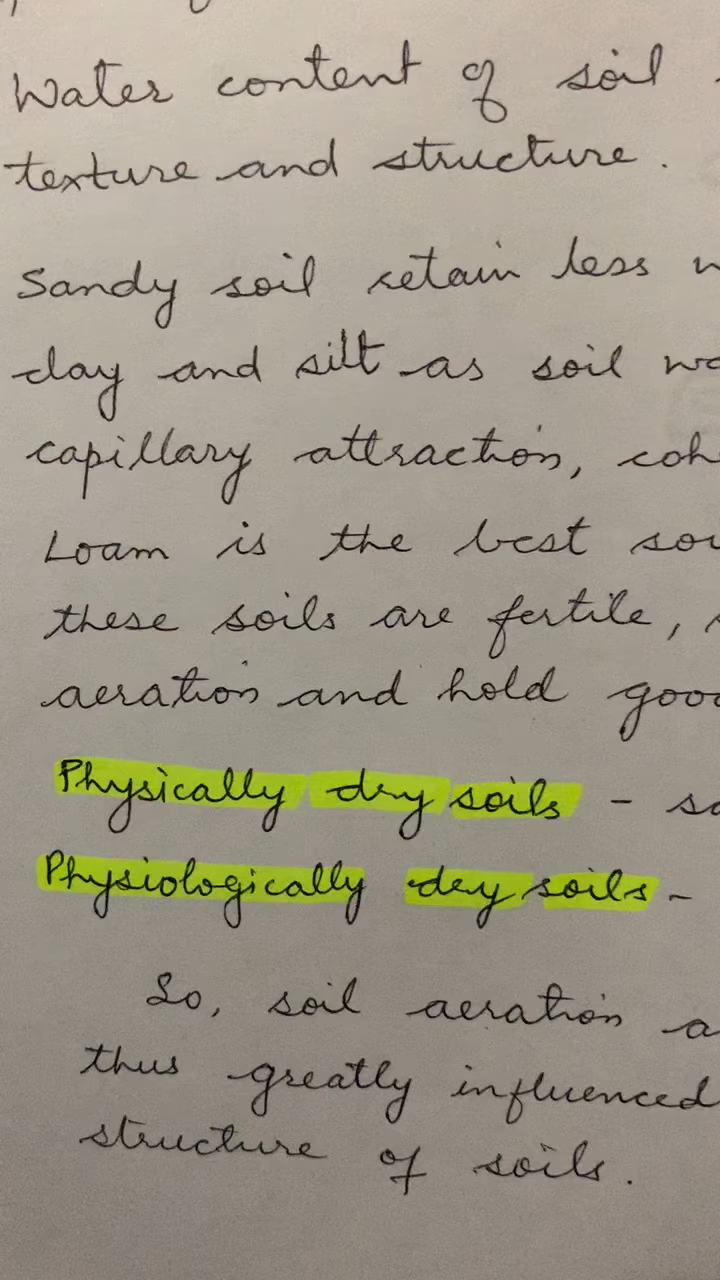 Water content of soil
texture and structure.
Sandy soil retain less
clay and silt as soil
capillary attraction, coh
Loam is the best
these soils are fertile,
aeration and hold good
Physically dry soils -
Physiologically dry soils -
So, soil aeration a
thus greatly influenced
structure of soils.